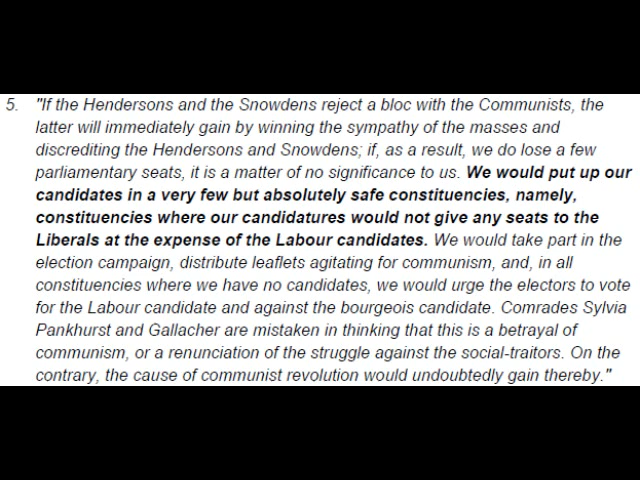 5. "If the Hendersons and the Snowdens reject a bloc with the Communists, the
latter will immediately gain by winning the sympathy of the masses and
discrediting the Hendersons and Snowdens; if, as a result, we do lose a few
parliamentary seats, it is a matter of no significance to us. We would put up our
candidates in a very few but absolutely safe constituencies, namely,
constituencies where our candidatures would not give any seats to the
Liberals at the expense of the Labour candidates. We would take part in the
election campaign, distribute leaflets agitating for communism, and, in all
constituencies where we have no candidates, we would urge the electors to vote
for the Labour candidate and against the bourgeois candidate. Comrades Sylvia
Pankhurst and Gallacher are mistaken in thinking that this is a betrayal of
communism, or a renunciation of the struggle against the social-traitors. On the
contrary, the cause of communist revolution would undoubtedly gain thereby."